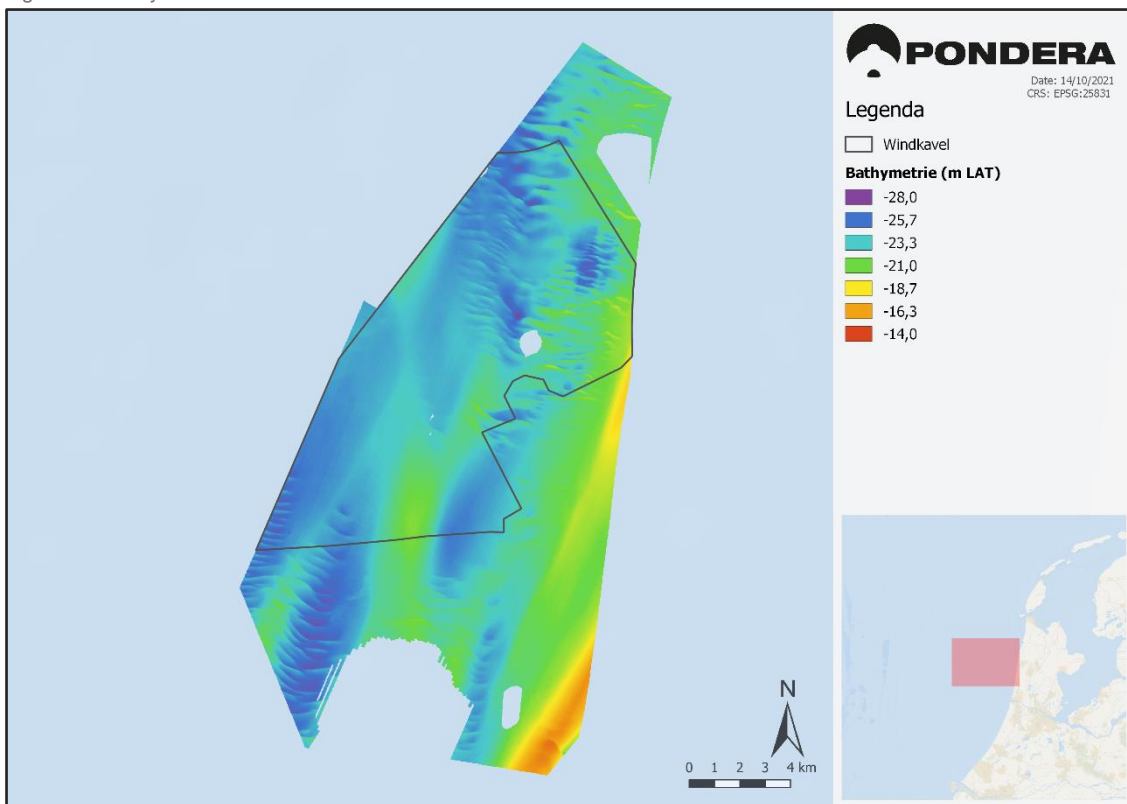 PONDERA
Date: 14/10/2021
CRS: EPSG:25831
Legenda
Windkavel
Bathymetrie (m LAT)
-28,0
-25,7
-23,3
-21,0
-18,7
-16,3
-14,0
N
0 1 2 3 4 km